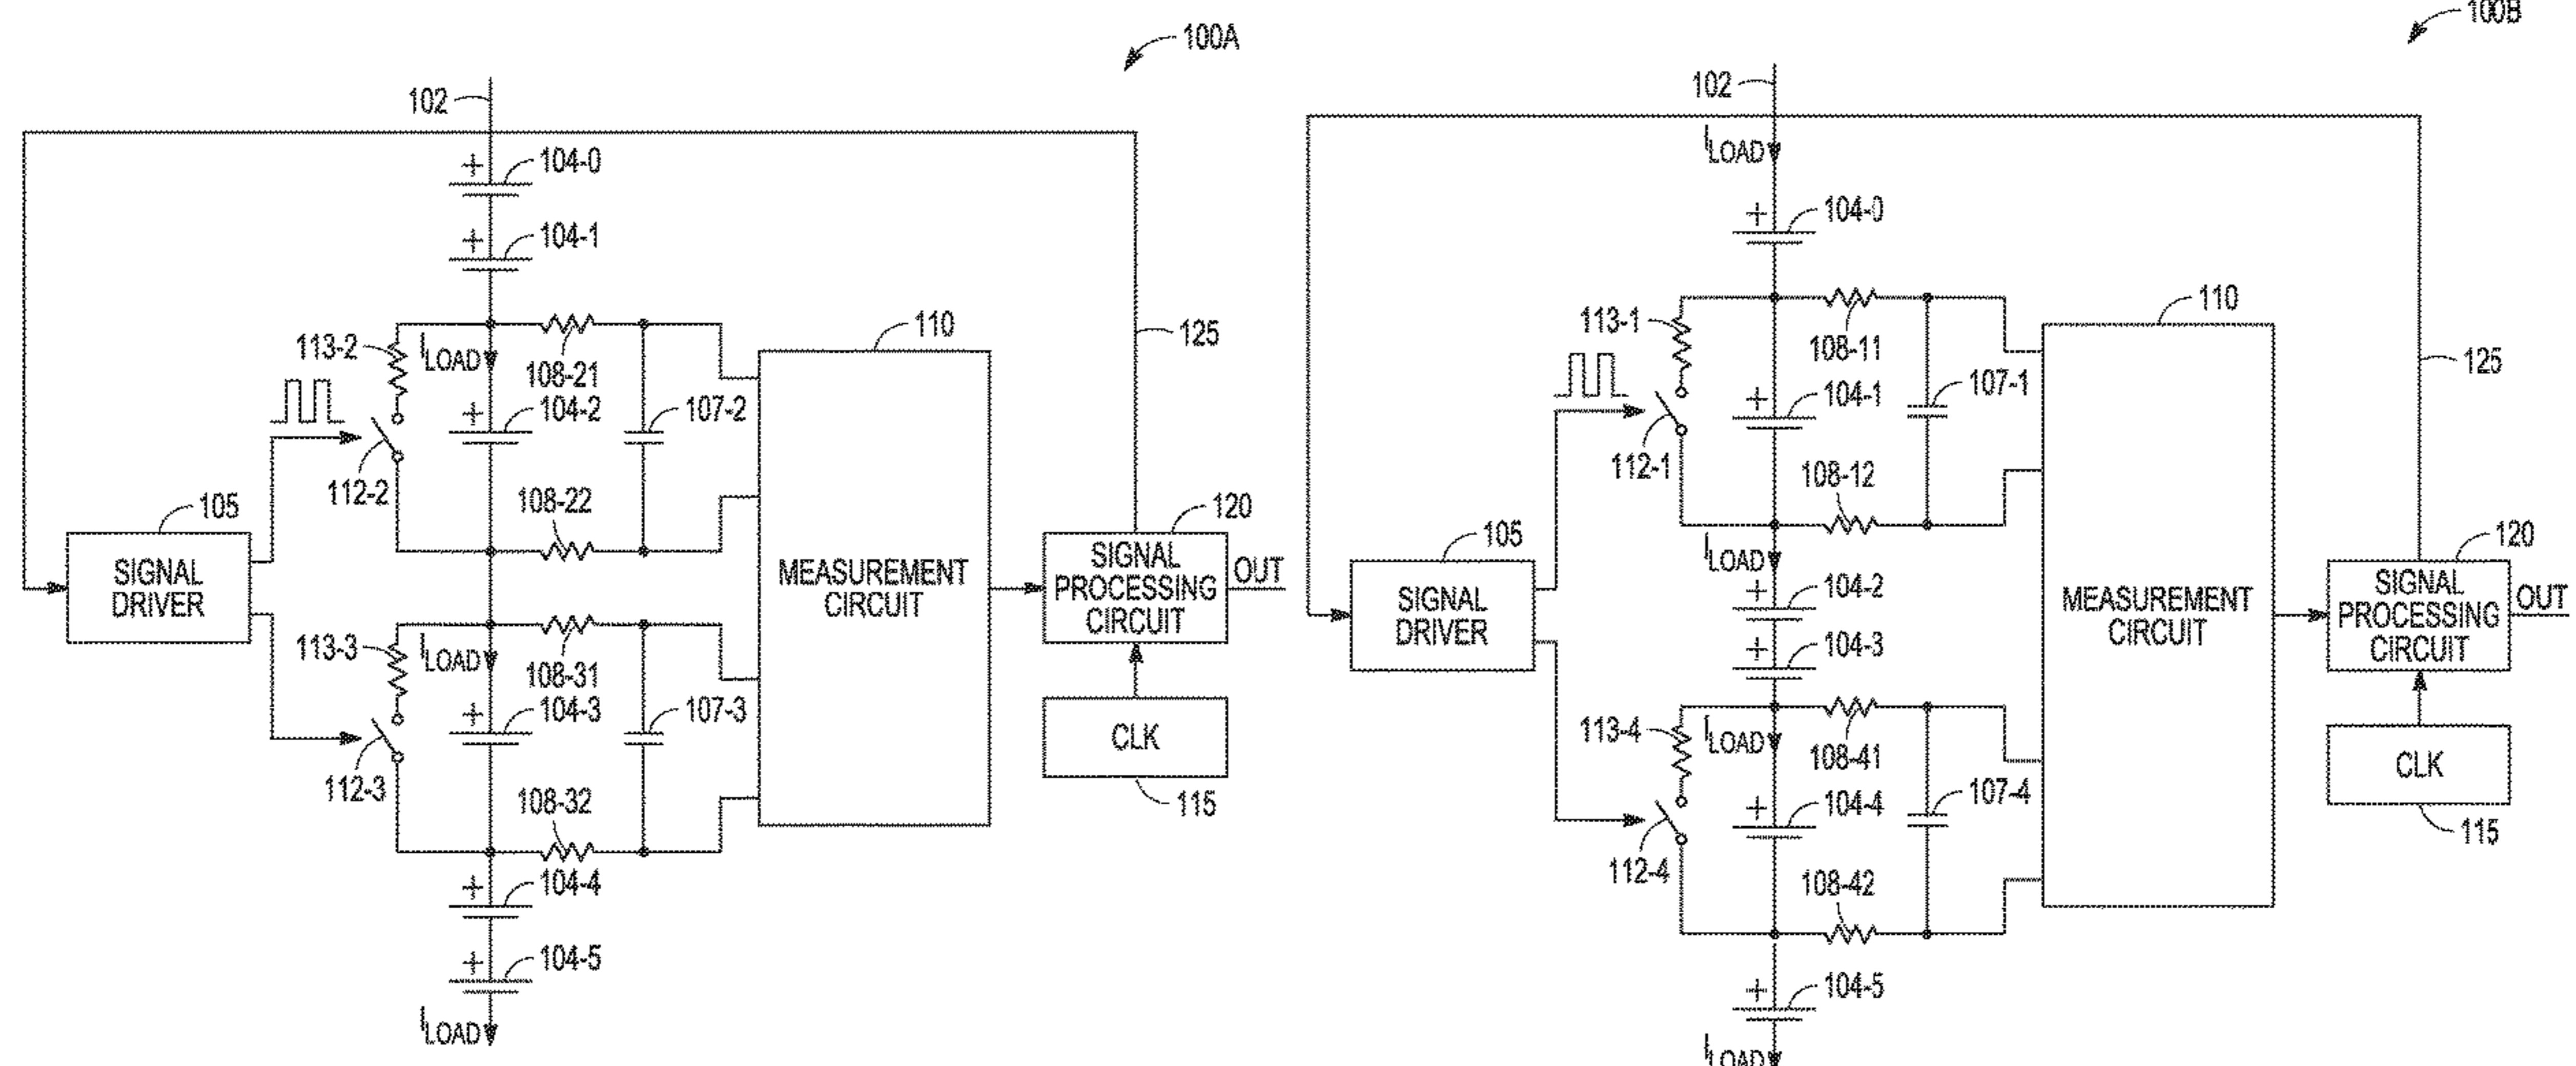 100A
102
104-0
104-1
113-2
ILOAD
108-21
110
125
104-2
107-2
112-2
108-22
105
SIGNAL
DRIVER
MEASUREMENT
CIRCUIT
120
SIGNAL
PROCESSING
CIRCUIT
OUT
113-3
ILOAD
108-31
104-3
107-3
112-3
108-32
CLK
115
104-4
104-5
ILOAD
100B
102
ILOAD
104-0
113-1
108-11
110
125
104-1
107-1
112-1
108-12
105
SIGNAL
DRIVER
ILOAD
104-2
104-3
MEASUREMENT
CIRCUIT
120
SIGNAL
PROCESSING
CIRCUIT
OUT
113-4
ILOAD
108-41
104-4
107-4
112-4
108-42
CLK
115
104-5
ILOAD